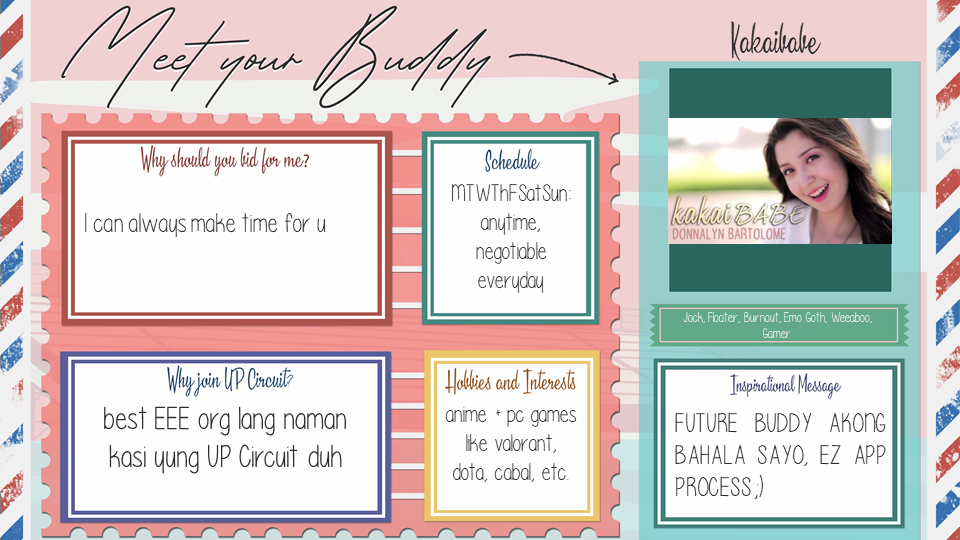 Meet your Buddy
Kakaibabe
Why should you bid for me?
I can always make time for u
Schedule
MTWThFSatSun:
anytime,
negotiable
everyday
kakaiBABE
DONNALYN BARTOLOME
Jock, Floater, Burnout, Emo Goth, Weeaboo,
Gamer
Why join UP Circuit?
best EEE org lang naman
kasi yung UP Circuit duh
Hobbies and Interests
anime + pc games
like valorant,
dota, cabal, etc.
Inspirational Message
FUTURE BUDDY AKONG
BAHALA SAYO, EZ APP
PROCESS ;)